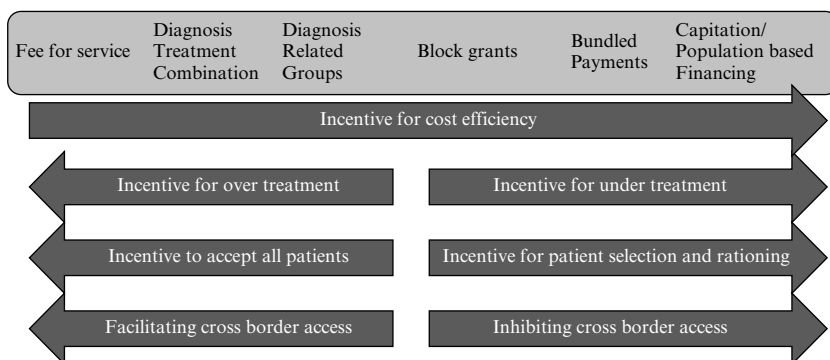 Fee for service
Diagnosis
Treatment
Combination
Diagnosis
Related
Groups
Block grants
Bundled
Payments
Capitation/
Population based
Financing
Incentive for cost efficiency
Incentive for over treatment
Incentive for under treatment
Incentive to accept all patients
Incentive for patient selection and rationing
Facilitating cross border access
Inhibiting cross border access